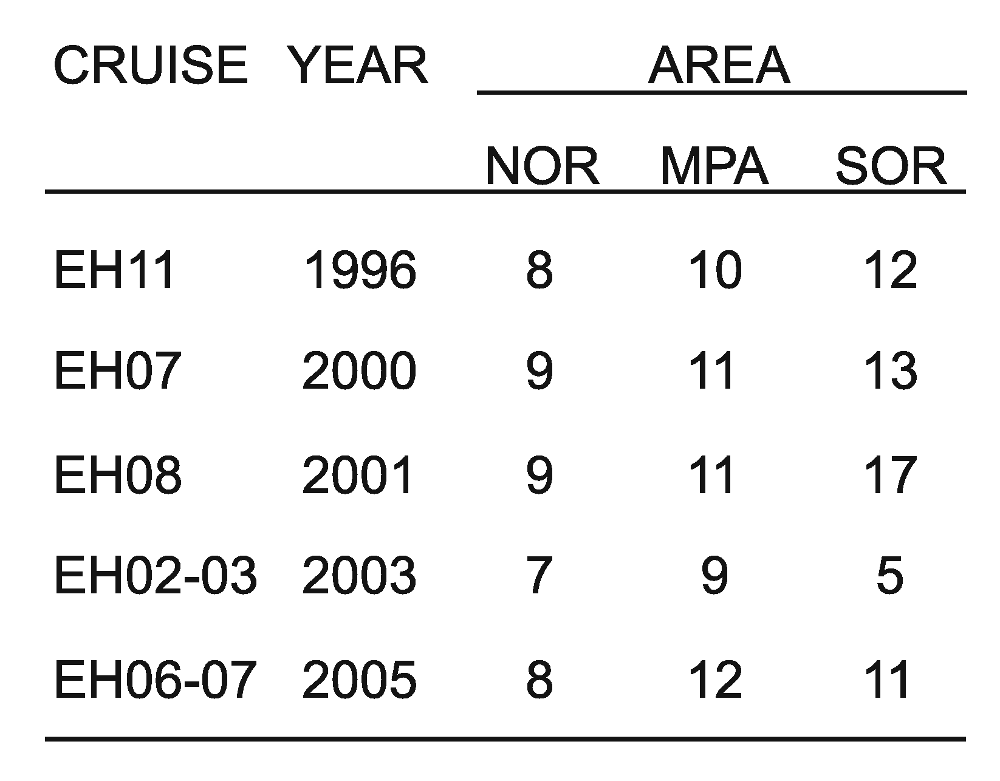 CRUISE YEAR AREA
NOR MPA SOR
EH11 1996 8 10 12
EH07 2000 9 11 13
EH08 2001 9 11 17
EH02-03 2003 7 9 5
EH06-07 2005 8 12 11